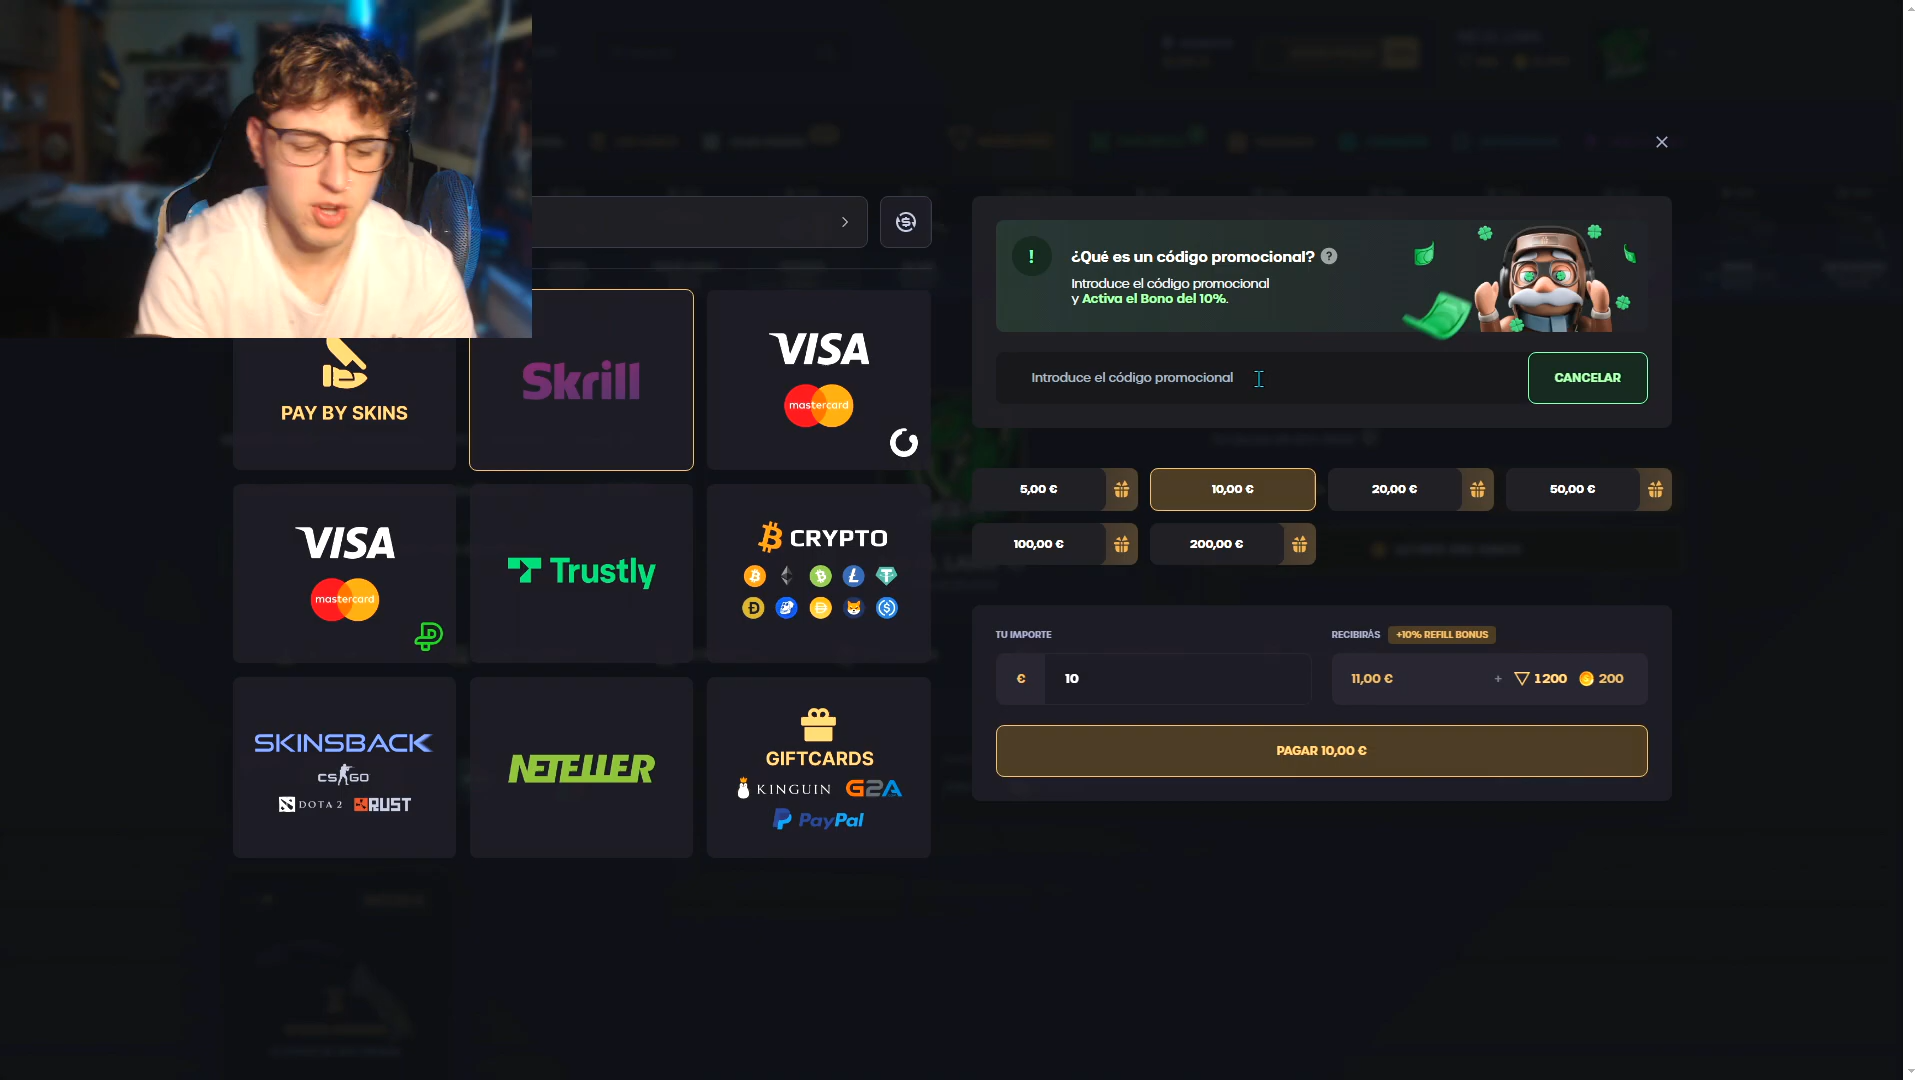 PAY BY SKINS
Skrill
VISA
mastercard
VISA
mastercard
Trustly
CRYPTO
SKINSBACK
CS GO
DOTA 2 RUST
NETELLER
GIFTCARDS
KINGUIN G2A
PayPal
¿Qué es un código promocional? ?
Introduce el código promocional
y Activa el Bono del 10%.
Introduce el código promocional
CANCELAR
5,00 €
10,00 €
20,00 €
50,00 €
100,00 €
200,00 €
TU IMPORTE
€ 10
RECIBIRÁS +10% REFILL BONUS
11,00 € + 1200 200
PAGAR 10,00 €